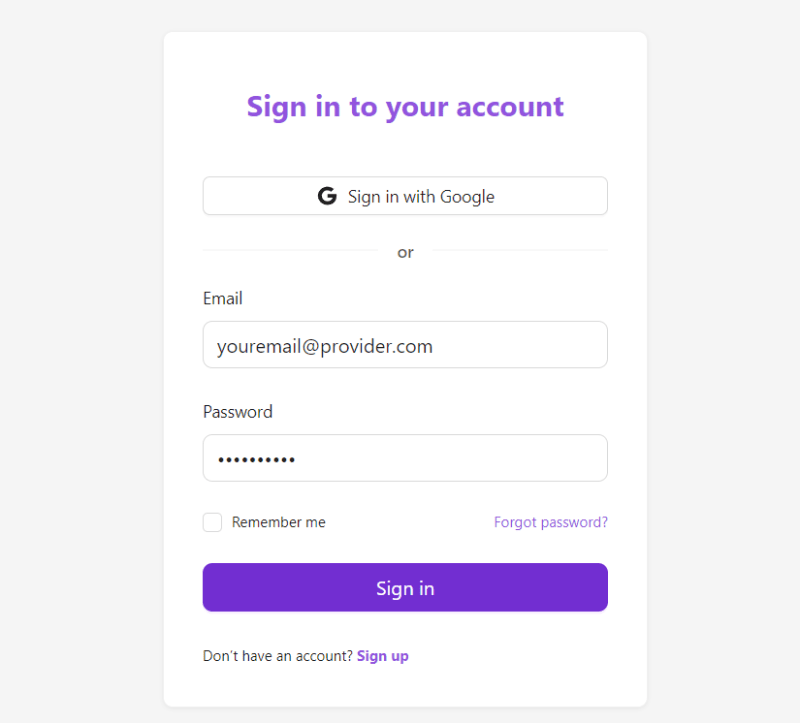 Sign in to your account
Sign in with Google
or
Email
youremail@provider.com
Password
••••••••••
Remember me
Forgot password?
Sign in
Don't have an account? Sign up